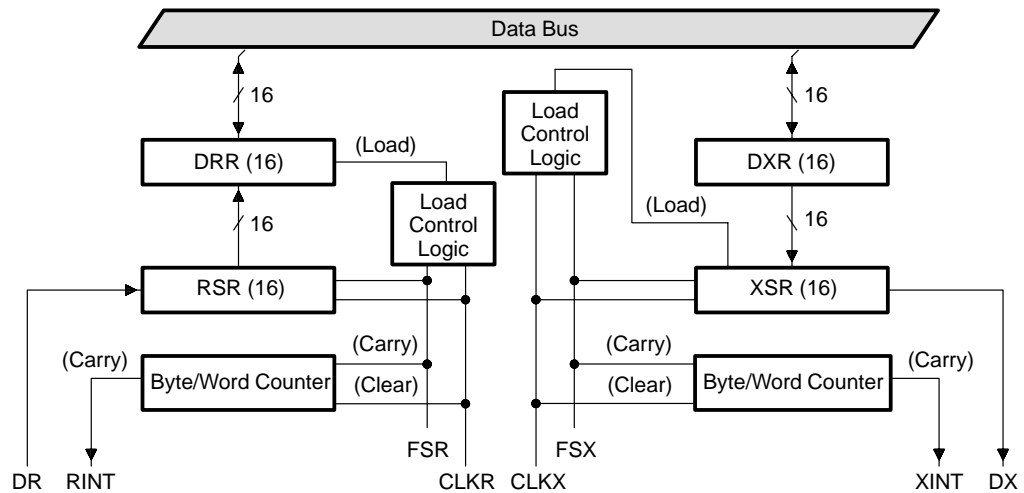 Data Bus
16
16
Load
Control
Logic
DRR (16)
(Load)
DXR (16)
Load
Control
Logic
(Load)
16
16
RSR (16)
XSR (16)
(Carry)
Byte/Word Counter
(Carry)
(Clear)
(Carry)
(Clear)
Byte/Word Counter
(Carry)
FSR
FSX
DR
RINT
CLKR
CLKX
XINT
DX